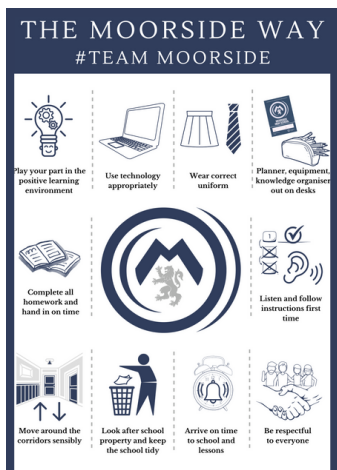 THE MOORSIDE WAY
#TEAM MOORSIDE
Play your part in the
positive learning
environment
Use technology
appropriately
Wear correct
uniform
Planner, equipment,
knowledge organiser
out on desks
Complete all
homework and
hand in on time
M
Listen and follow
instructions first
time
Move around the
corridors sensibly
Look after school
property and keep
the school tidy
Arrive on time
to school and
lessons
Be respectful
to everyone